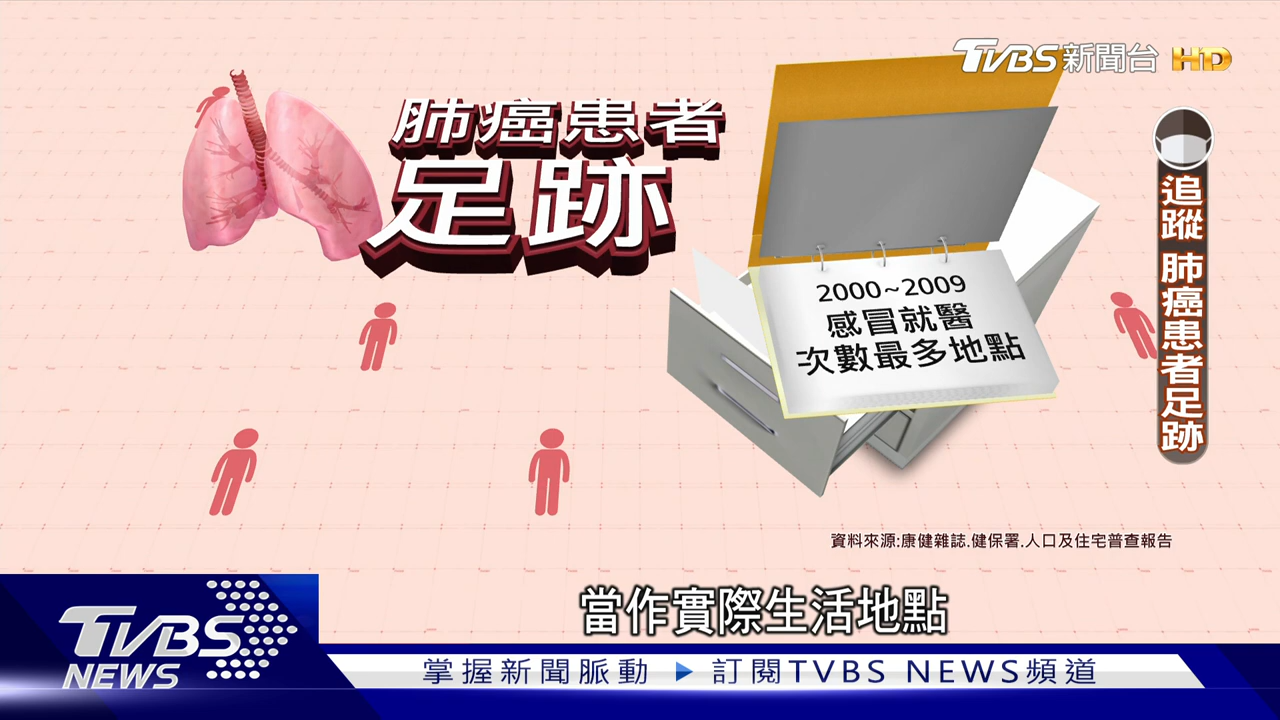 TVBS新聞台 HD
肺癌患者
足跡
2000~2009
感冒就醫
次數最多地點
追蹤 肺癌患者足跡
資料來源:康健雜誌.健保署.人口及住宅普查報告
當作實際生活地點
TVBS
NEWS
掌握新聞脈動 ▶ 訂閱TVBS NEWS頻道